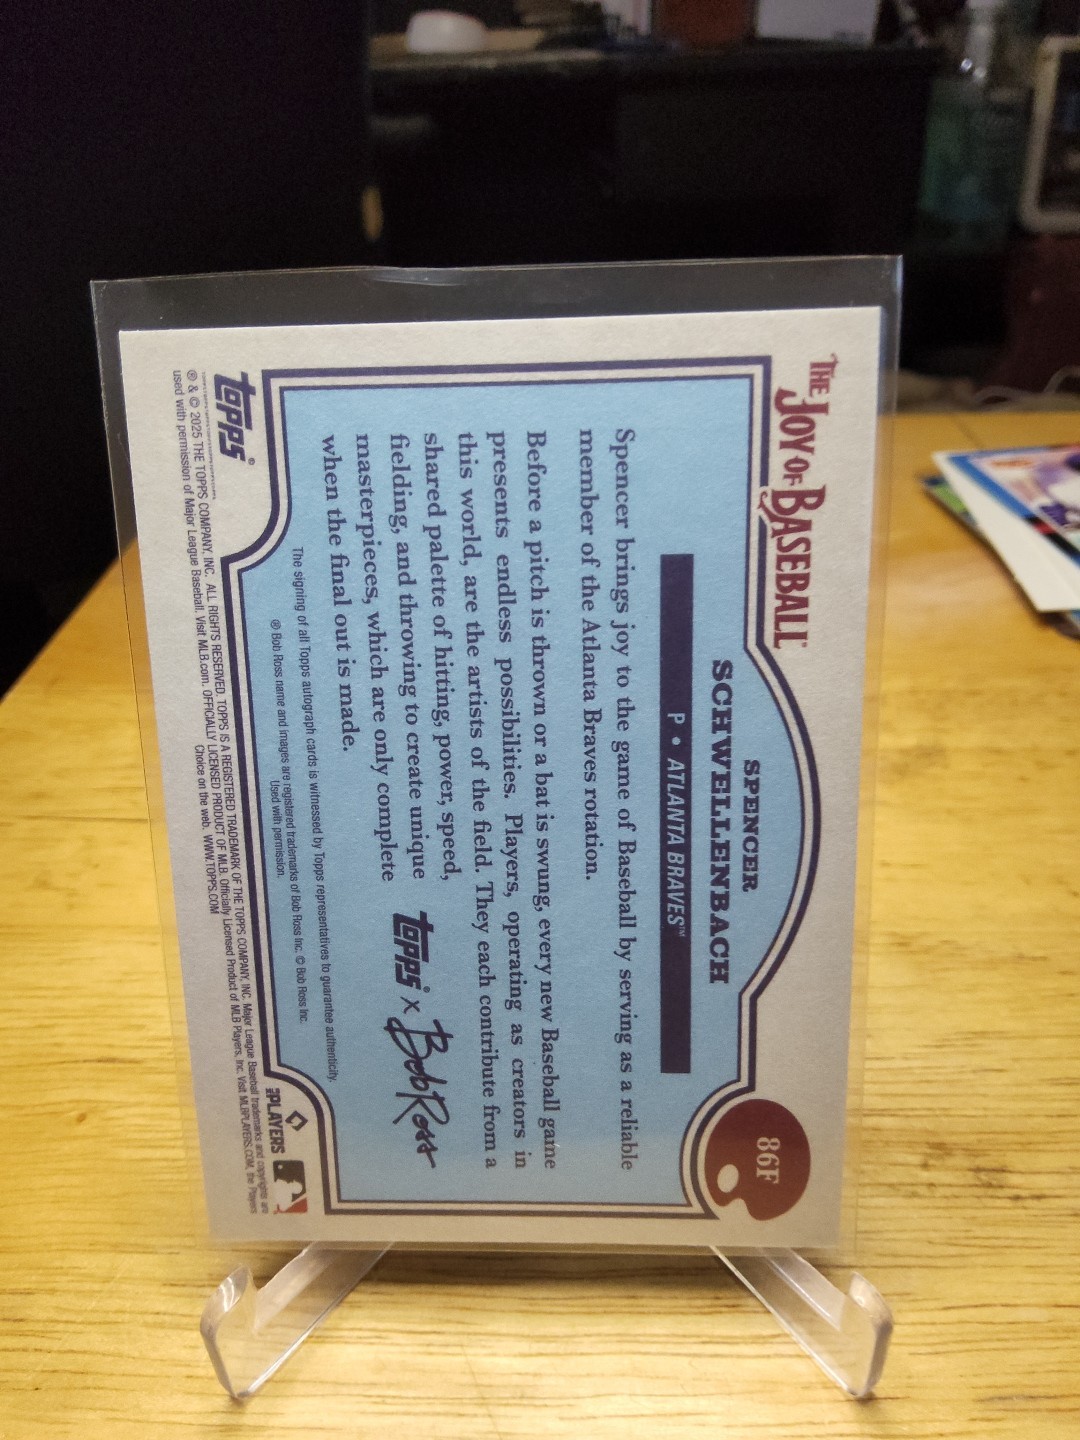 THE JOY OF BASEBALL
86F
SPENCER
SCHWELLENBACH
P • ATLANTA BRAVES™
Spencer brings joy to the game of Baseball by serving as a reliable
member of the Atlanta Braves rotation.
Before a pitch is thrown or a bat is swung, every new Baseball game
presents endless possibilities. Players, operating as creators in
this world, are the artists of the field. They each contribute from a
shared palette of hitting, power, speed,
fielding, and throwing to create unique
masterpieces, which are only complete
when the final out is made.
topps® x Bob Ross
The signing of all Topps autograph cards is witnessed by Topps representatives to guarantee authenticity.
® Bob Ross name and images are registered trademarks of Bob Ross Inc. © Bob Ross Inc.
Used with permission.
topps®
MLB PLAYERS
® & © 2025 THE TOPPS COMPANY, INC. ALL RIGHTS RESERVED. TOPPS IS A REGISTERED TRADEMARK OF THE TOPPS COMPANY, INC. Major League Baseball trademarks and copyrights are
used with permission of Major League Baseball. Visit MLB.com. OFFICIALLY LICENSED PRODUCT OF MLB Players, Inc. Visit MLBPLAYERS.COM, the Players
Choice on the web. WWW.TOPPS.COM